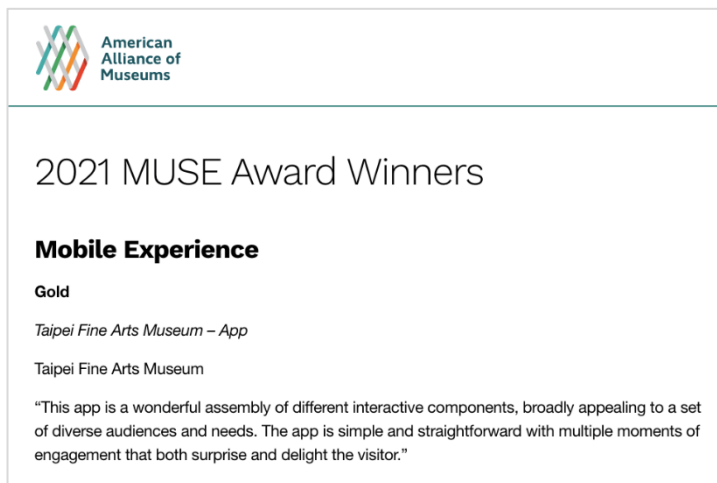 American
Alliance of
Museums
2021 MUSE Award Winners
Mobile Experience
Gold
Taipei Fine Arts Museum – App
Taipei Fine Arts Museum
“This app is a wonderful assembly of different interactive components, broadly appealing to a set
of diverse audiences and needs. The app is simple and straightforward with multiple moments of
engagement that both surprise and delight the visitor.”